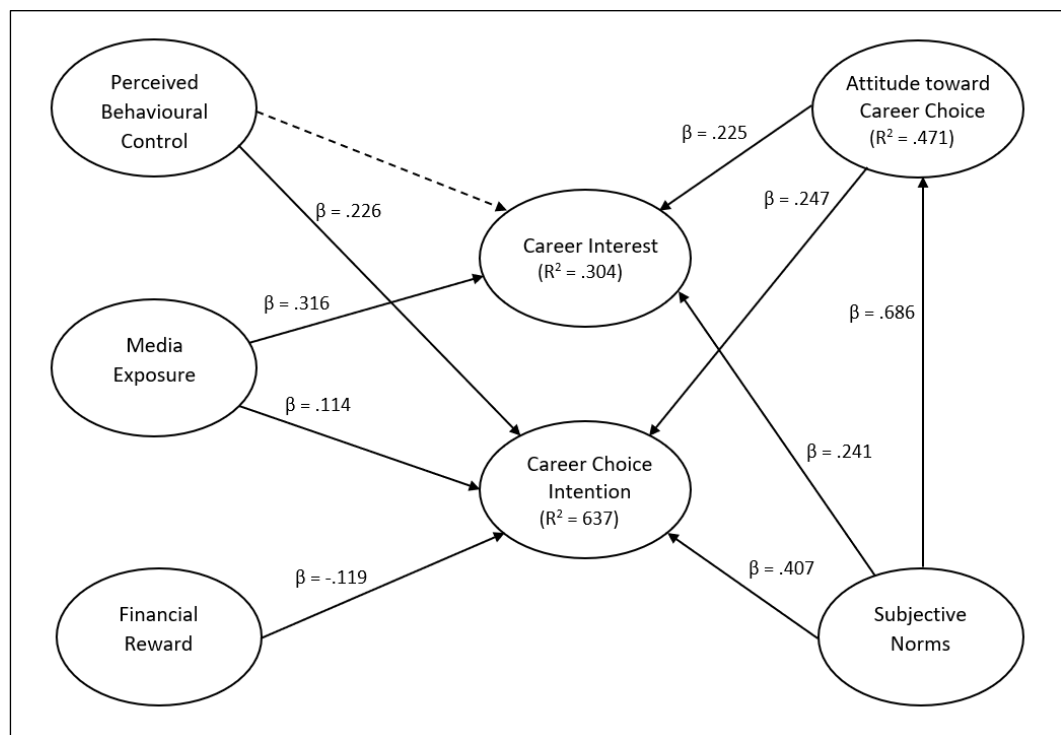 Perceived
Behavioural
Control
Attitude toward
Career Choice
(R² = .471)
β = .225
β = .247
β = .226
Career Interest
(R² = .304)
β = .316
β = .686
Media
Exposure
β = .114
β = .241
Career Choice
Intention
(R² = 637)
β = -.119
β = .407
Financial
Reward
Subjective
Norms